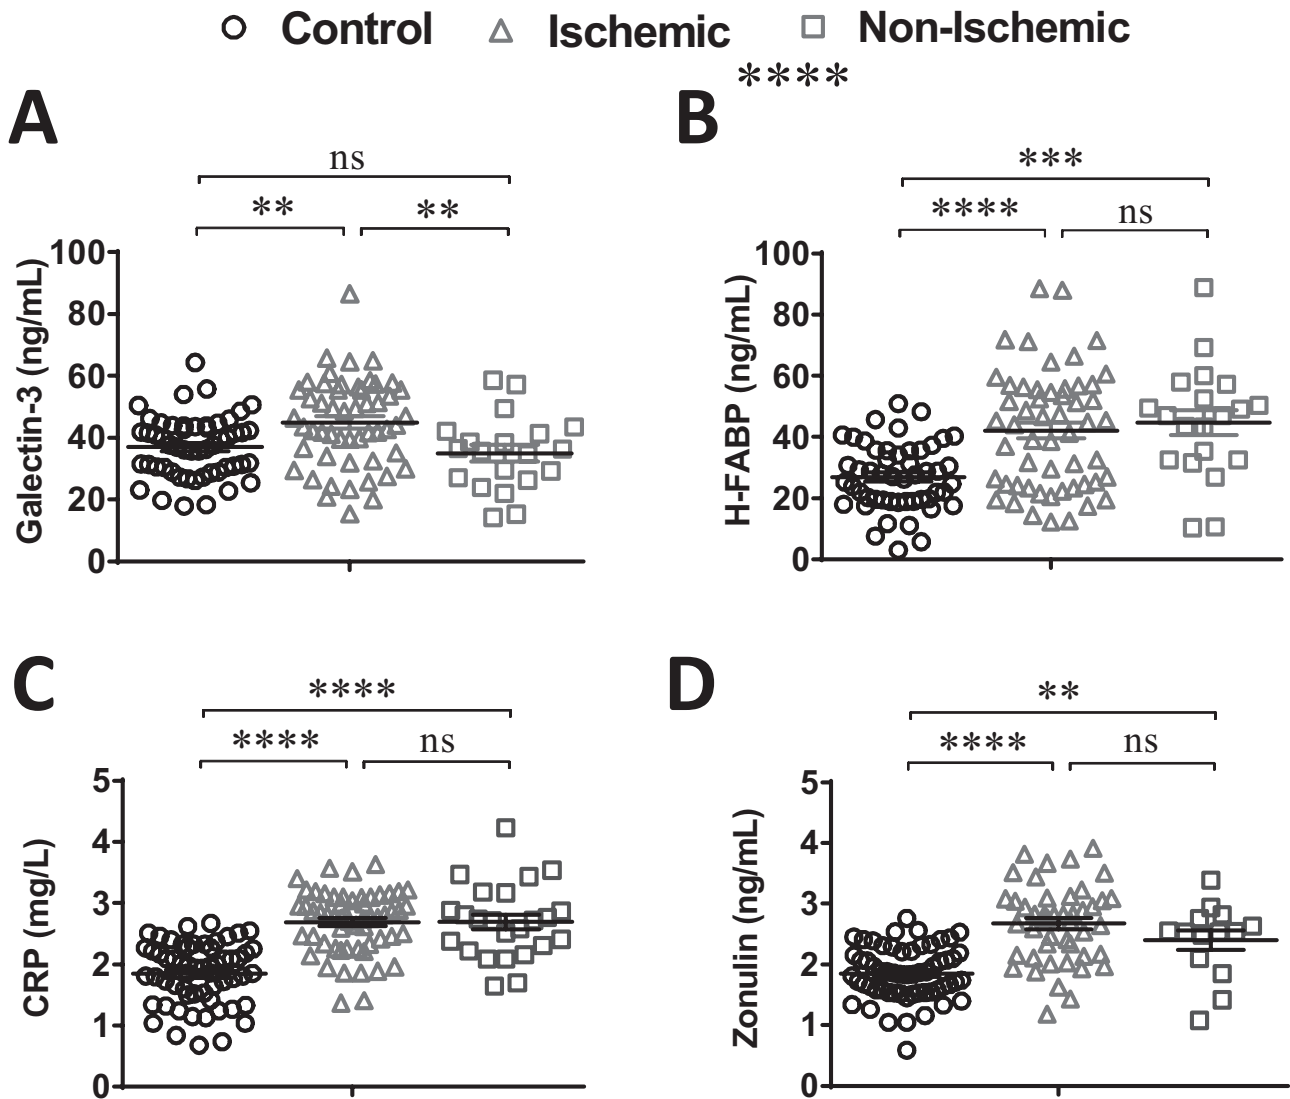 Control Ischemic Non-Ischemic
****
A
ns
** **
100
80
60
40
20
0
Galectin-3 (ng/mL)
B
***
**** ns
100
80
60
40
20
0
H-FABP (ng/mL)
C
****
**** ns
5
4
3
2
1
0
CRP (mg/L)
D
**
**** ns
5
4
3
2
1
0
Zonulin (ng/mL)